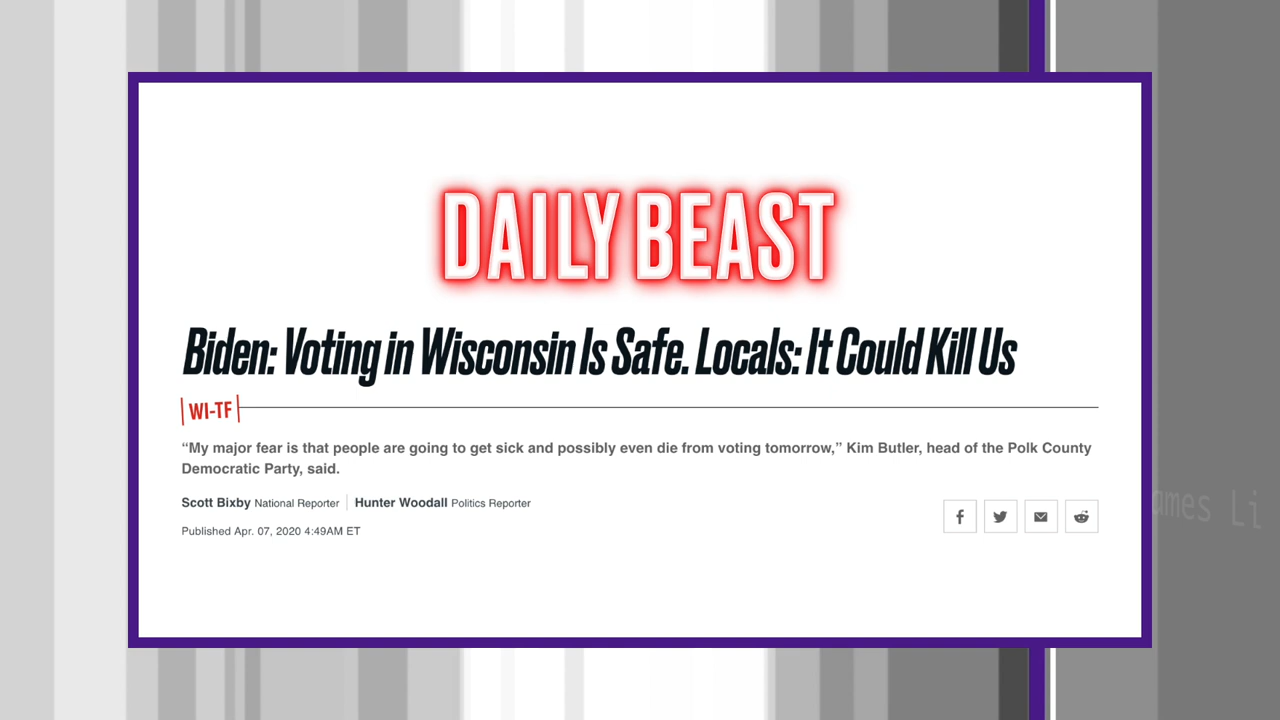 DAILY BEAST
Biden: Voting in Wisconsin Is Safe. Locals: It Could Kill Us
WI-TF
“My major fear is that people are going to get sick and possibly even die from voting tomorrow,” Kim Butler, head of the Polk County
Democratic Party, said.
Scott Bixby National Reporter | Hunter Woodall Politics Reporter
Published Apr. 07, 2020 4:49AM ET